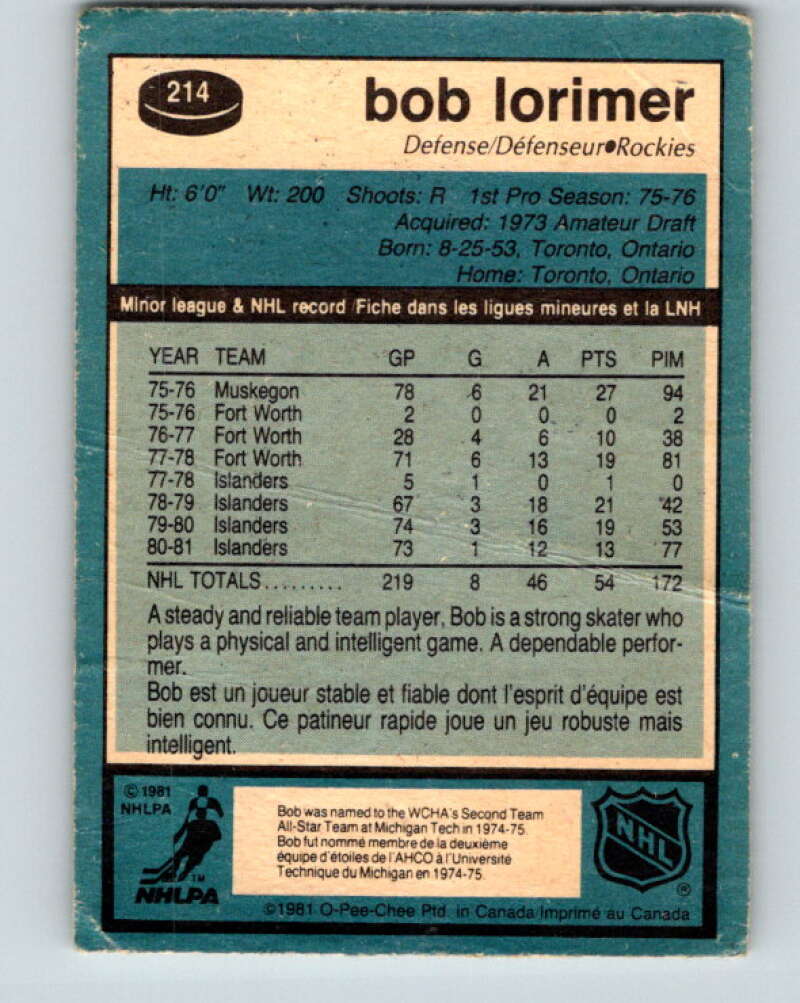 214
bob lorimer
Defense/Défenseur•Rockies
Ht: 6'0" Wt: 200 Shoots: R 1st Pro Season: 75-76
Acquired: 1973 Amateur Draft
Born: 8-25-53, Toronto, Ontario
Home: Toronto, Ontario
Minor league & NHL record/Fiche dans les ligues mineures et la LNH
YEAR TEAM GP G A PTS PIM
75-76 Muskegon 78 6 21 27 94
75-76 Fort Worth 2 0 0 0 2
76-77 Fort Worth 28 4 6 10 38
77-78 Fort Worth 71 6 13 19 81
77-78 Islanders 5 1 0 1 0
78-79 Islanders 67 3 18 21 42
79-80 Islanders 74 3 16 19 53
80-81 Islanders 73 1 12 13 77
NHL TOTALS......... 219 8 46 54 172
A steady and reliable team player, Bob is a strong skater who
plays a physical and intelligent game. A dependable perfor-
mer.
Bob est un joueur stable et fiable dont l'esprit d'équipe est
bien connu. Ce patineur rapide joue un jeu robuste mais
intelligent.
© 1981
NHLPA
TM
NHLPA
Bob was named to the WCHA's Second Team
All-Star Team at Michigan Tech in 1974-75.
Bob fut nommé membre de la deuxième
équipe d'étoiles de l'AHCO à l'Université
Technique du Michigan en 1974-75.
NHL
®
©1981 O-Pee-Chee Ptd. in Canada/Imprimé au Canada